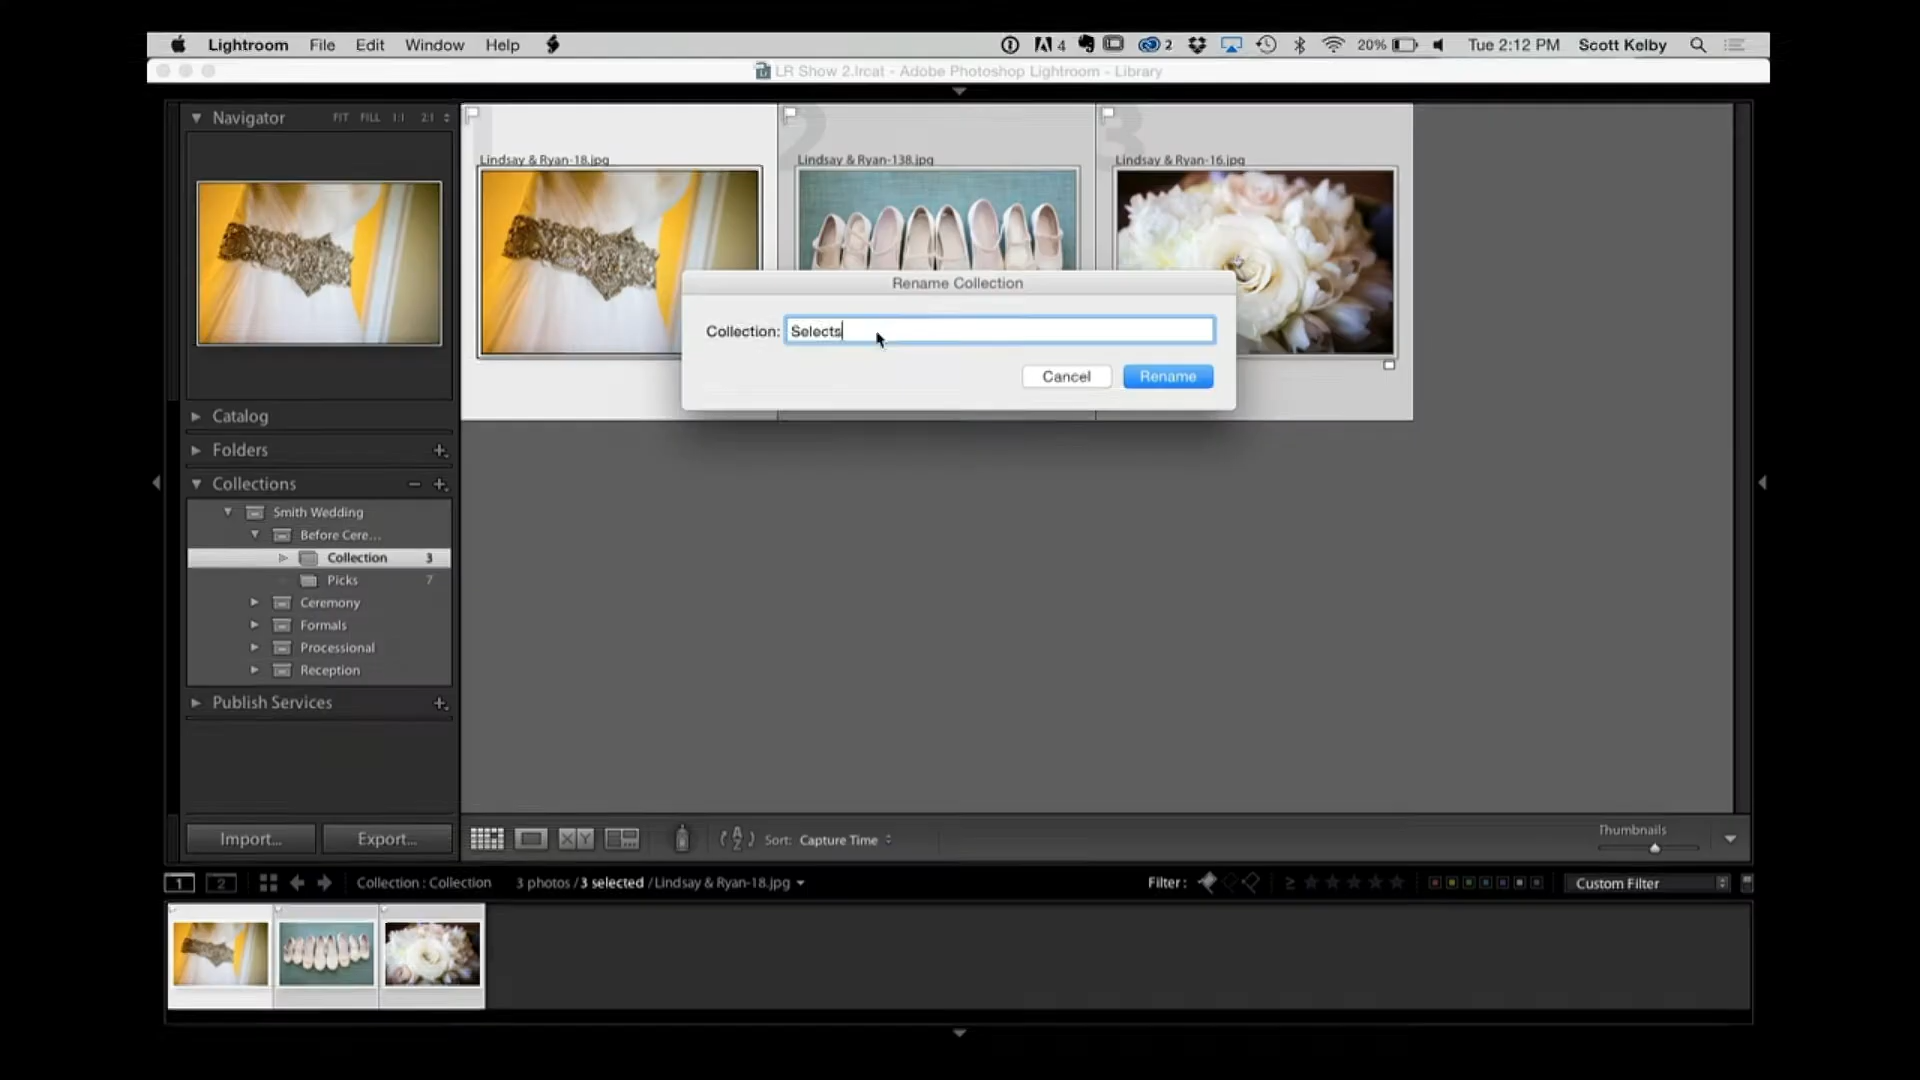 Lightroom File Edit Window Help 4 2 20% Tue 2:12 PM Scott Kelby
LR Show 2.lrcat - Adobe Photoshop Lightroom - Library
Navigator FIT FILL 1:1 2:1
1 2 3
Lindsay & Ryan-18.jpg Lindsay & Ryan-138.jpg Lindsay & Ryan-16.jpg
Rename Collection
Collection: Selects
Cancel Rename
Catalog
Folders
Collections
Smith Wedding
Before Cere...
Collection 3
Picks 7
Ceremony
Formals
Processional
Reception
Publish Services
Import... Export... XY Sort: Capture Time Thumbnails
1 2 Collection : Collection 3 photos / 3 selected / Lindsay & Ryan-18.jpg Filter : ≥ Custom Filter